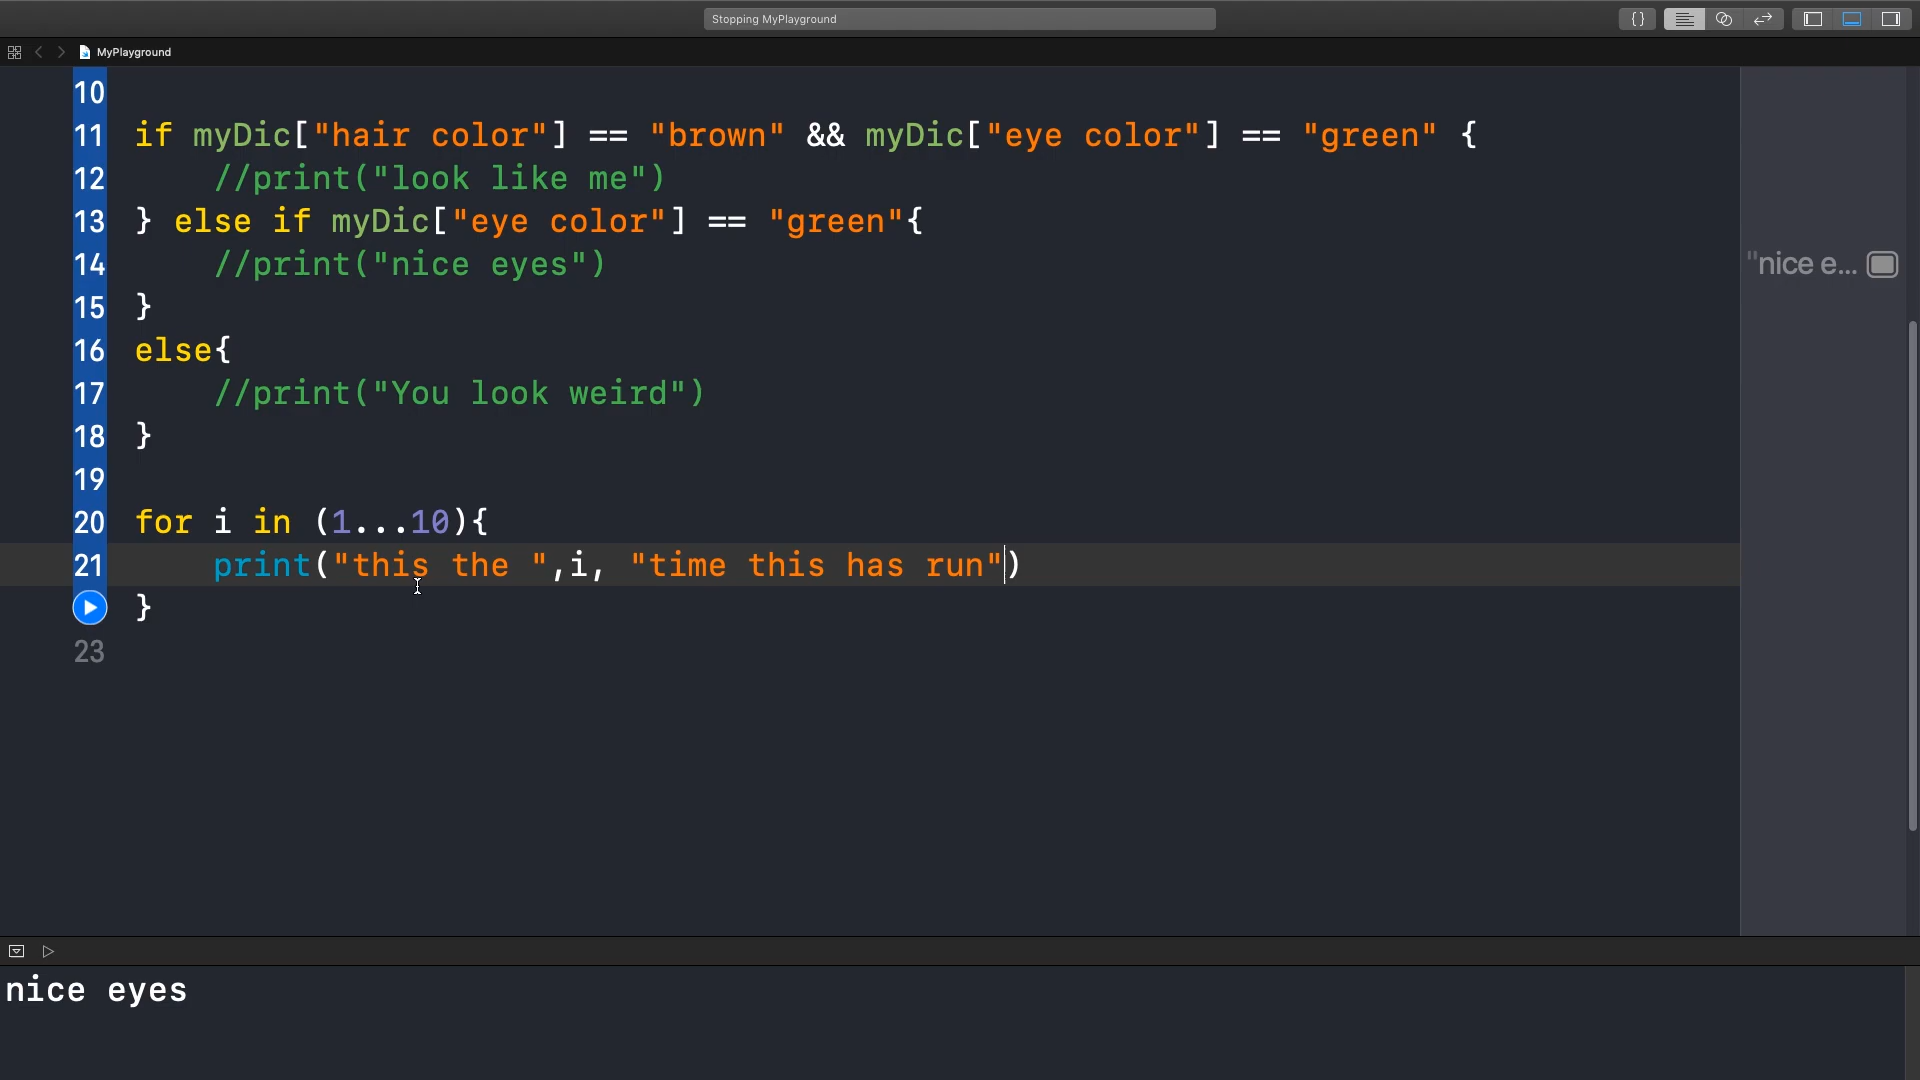 Stopping MyPlayground
{}
MyPlayground
10
11 if myDic["hair color"] == "brown" && myDic["eye color"] == "green" {
12 //print("look like me")
13 } else if myDic["eye color"] == "green"{
14 //print("nice eyes")
"nice e...
15 }
16 else{
17 //print("You look weird")
18 }
19
20 for i in (1...10){
21 print("this the ",i, "time this has run")
}
23
nice eyes